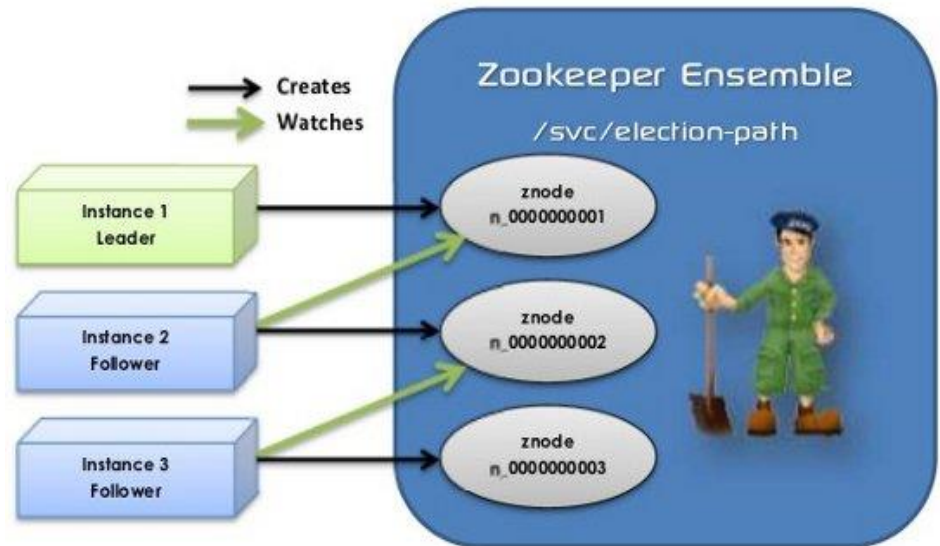 Zookeeper Ensemble
/svc/election-path
Creates
Watches
Instance 1
Leader
znode
n_0000000001
Instance 2
Follower
znode
n_0000000002
Instance 3
Follower
znode
n_0000000003